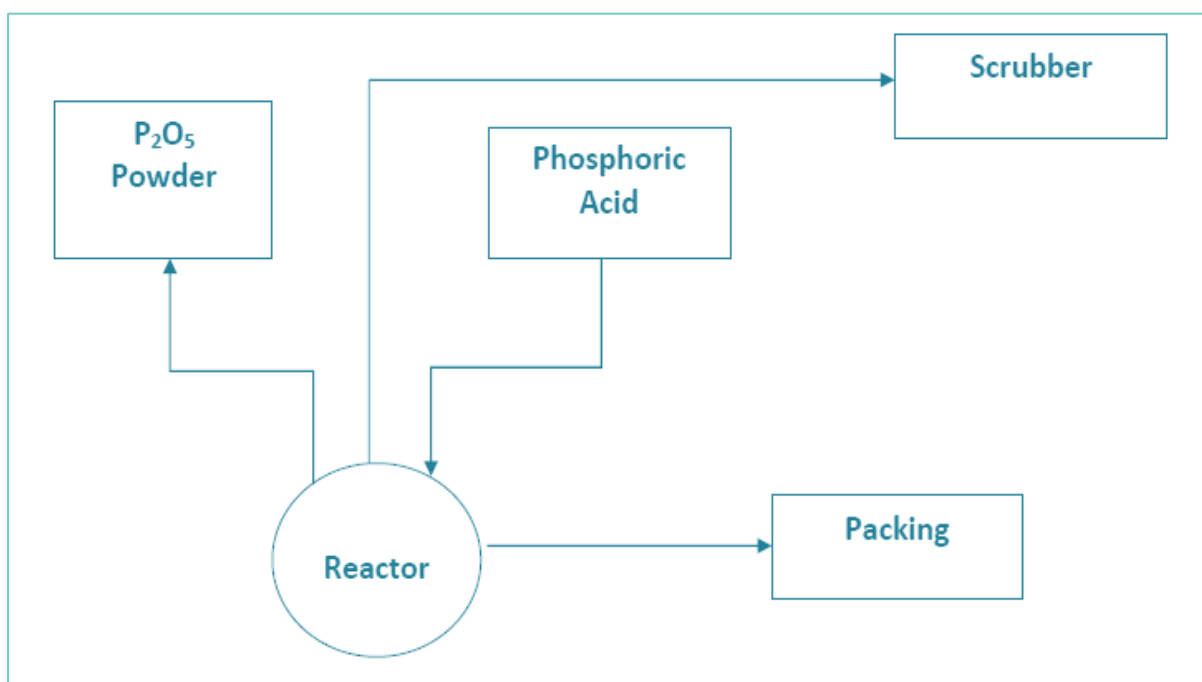 Scrubber
P₂O₅
Powder
Phosphoric
Acid
Packing
Reactor